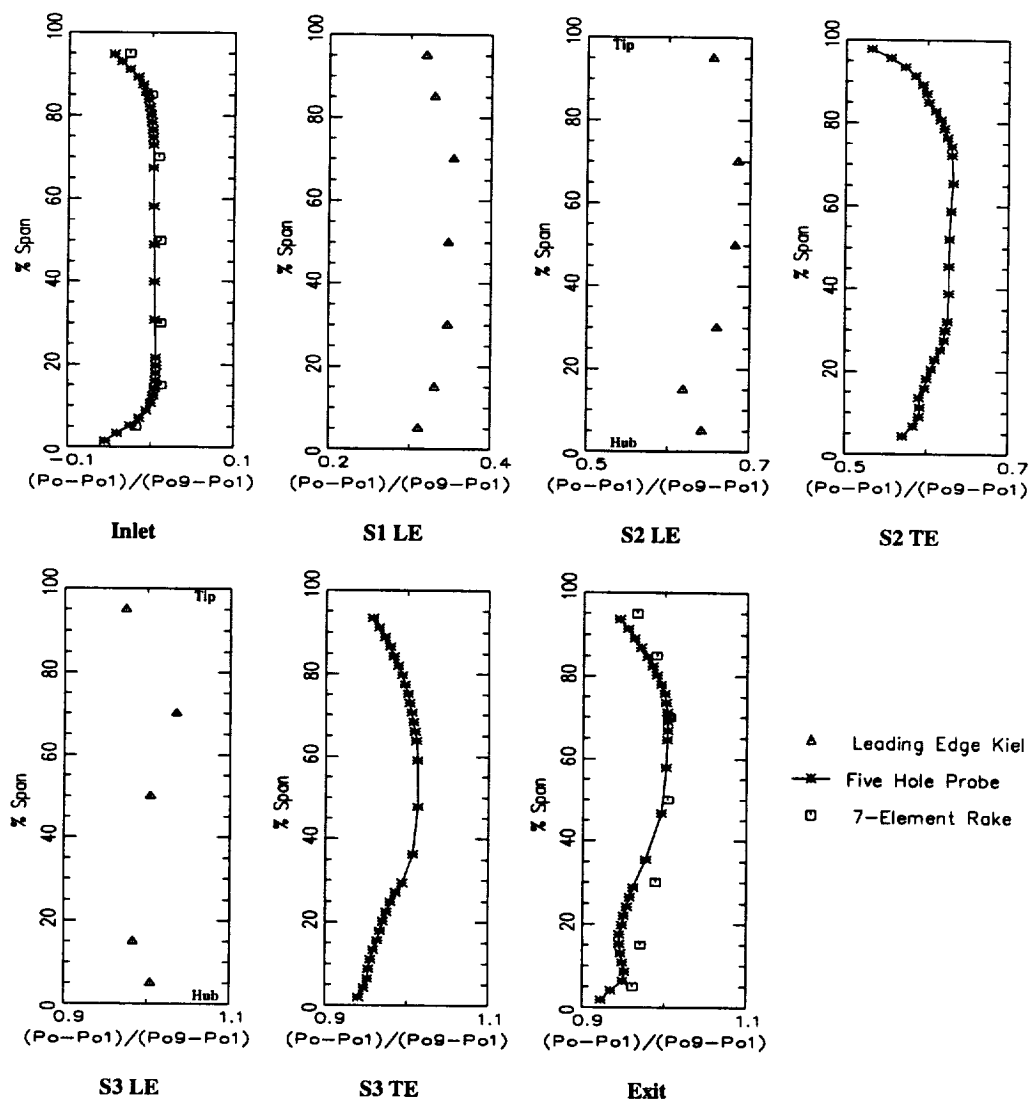 100
80
60
40
20
0
% Span
-0.1
0.1
(Po-Po1)/(Po9-Po1)
Inlet
100
80
60
40
20
0
% Span
0.2
0.4
(Po-Po1)/(Po9-Po1)
S1 LE
100
80
60
40
20
0
% Span
Tip
Hub
0.5
0.7
(Po-Po1)/(Po9-Po1)
S2 LE
100
80
60
40
20
0
% Span
0.5
0.7
(Po-Po1)/(Po9-Po1)
S2 TE
100
80
60
40
20
0
% Span
Tip
Hub
0.9
1.1
(Po-Po1)/(Po9-Po1)
S3 LE
100
80
60
40
20
0
% Span
0.9
1.1
(Po-Po1)/(Po9-Po1)
S3 TE
100
80
60
40
20
0
% Span
0.9
1.1
(Po-Po1)/(Po9-Po1)
Exit
Leading Edge Kiel
Five Hole Probe
7-Element Rake